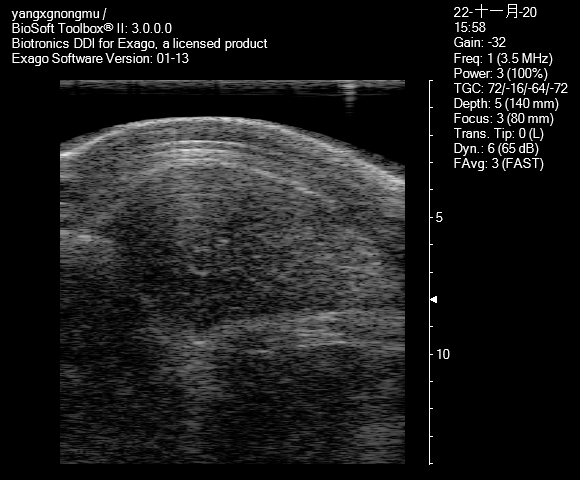 yangxgnongmu /
BioSoft Toolbox® II: 3.0.0.0
Biotronics DDI for Exago, a licensed product
Exago Software Version: 01-13
22-十一月-20
15:58
Gain: -32
Freq: 1 (3.5 MHz)
Power: 3 (100%)
TGC: 72/-16/-64/-72
Depth: 5 (140 mm)
Focus: 3 (80 mm)
Trans. Tip: 0 (L)
Dyn.: 6 (65 dB)
FAvg: 3 (FAST)
5
10